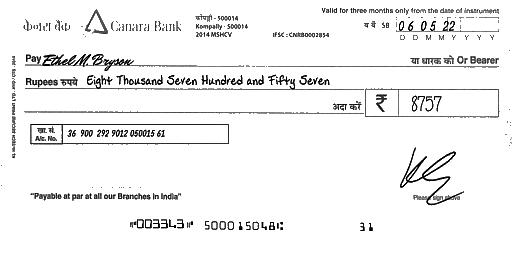 Valid for three months only from the date of instrument
केनरा बैंक Canara Bank
कोंपल्ली - 500014
Kompally - 500014
2014 MSHCV
IFSC : CNRB0002854
SB 06 05 22
D D M M Y Y Y Y
Pay Ethel M. Bryson या धारक को Or Bearer
Rupees रुपये Eight Thousand Seven Hundred and Fifty Seven
अदा करें ₹ 8757
खा. सं.
A/c. No. 36 900 292 9012 050015 61
Please sign above
"Payable at par at all our Branches in India"
⑈003343⑈ 500015048⑆ 31